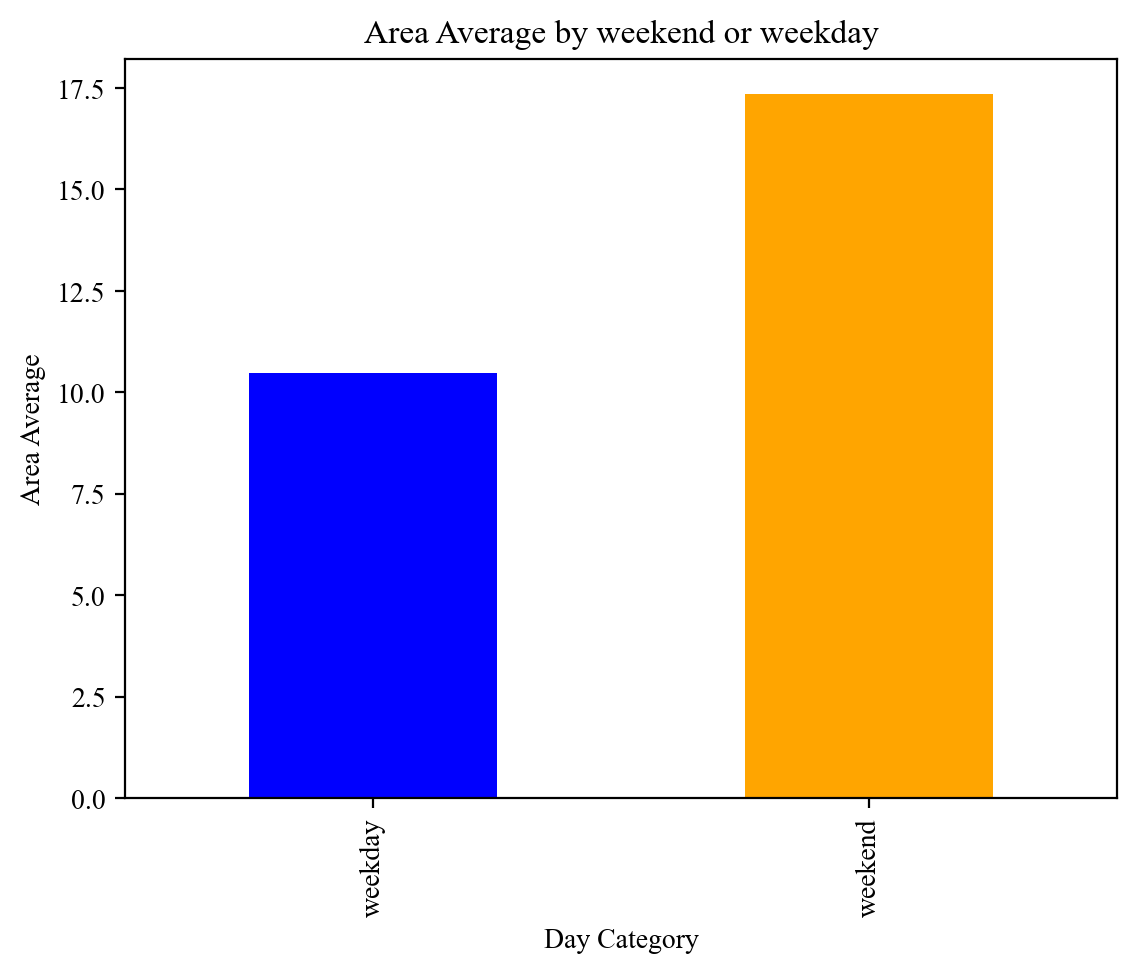 Area Average by weekend or weekday
17.5
15.0
12.5
10.0
7.5
5.0
2.5
0.0
Area Average
weekday
weekend
Day Category